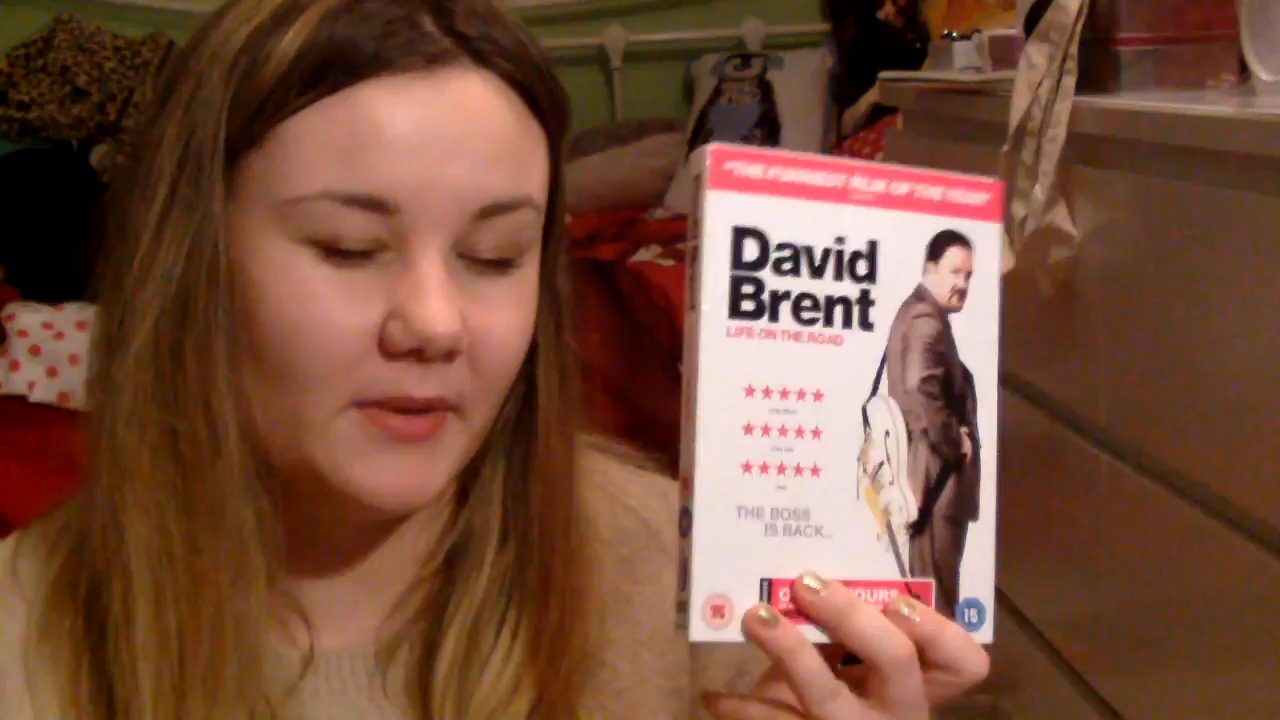 "THE FUNNIEST FILM OF THE YEAR"
David
Brent
LIFE ON THE ROAD
THE BOSS
IS BACK...
15
15